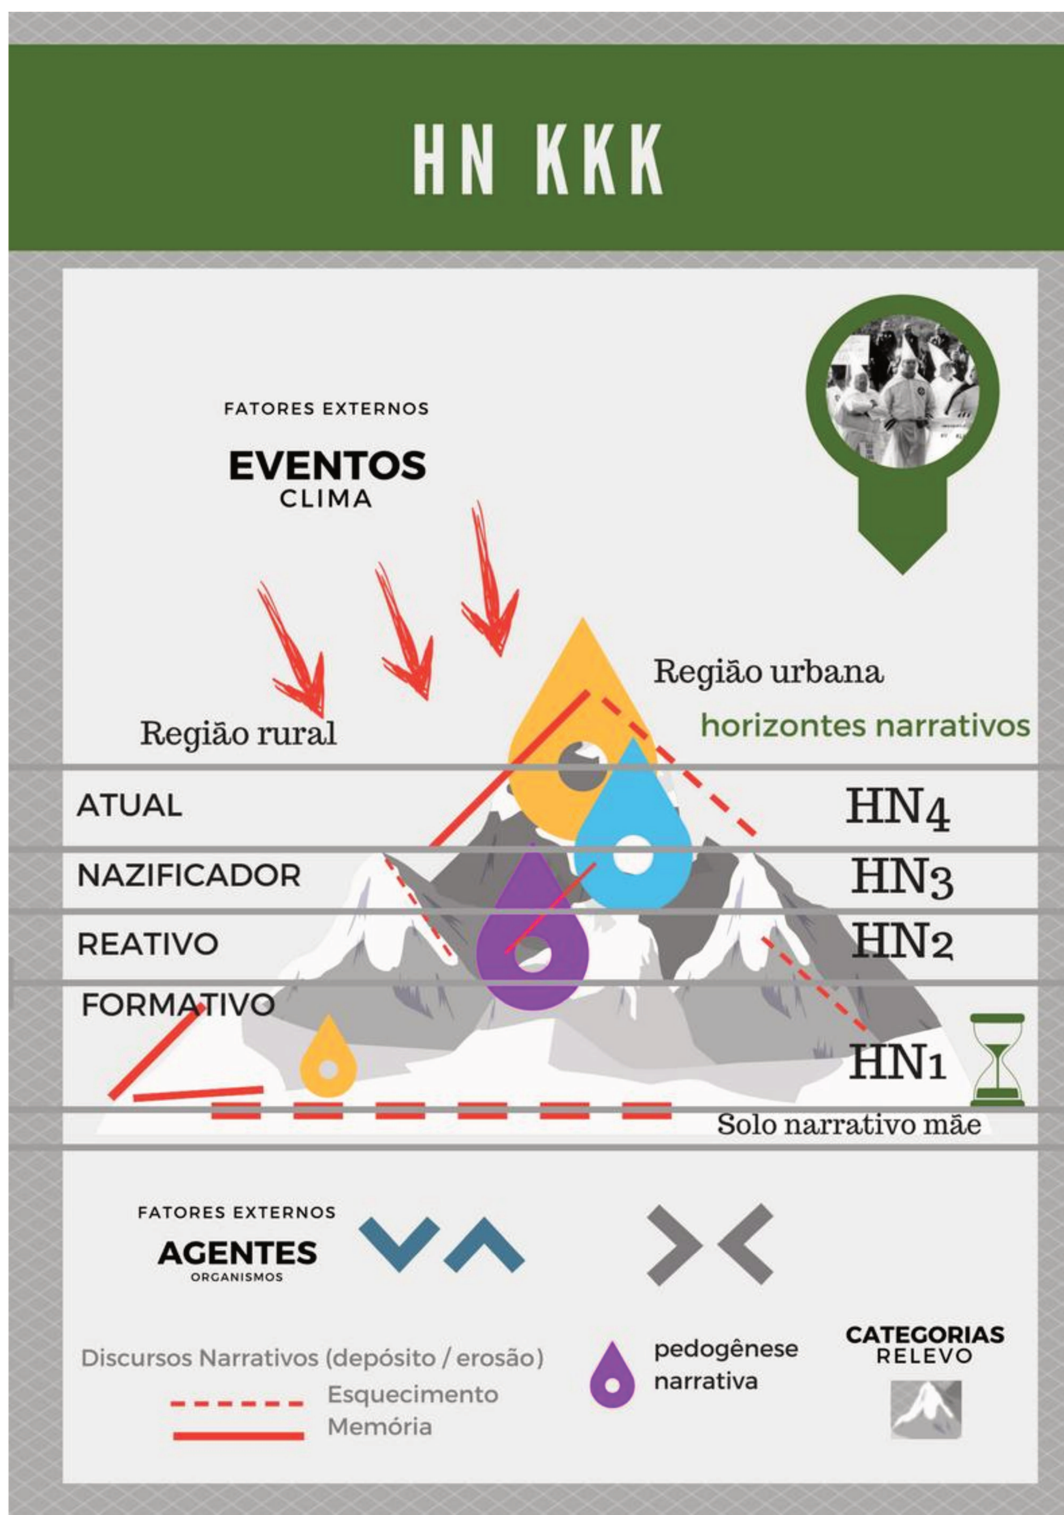 HN KKK
FATORES EXTERNOS
EVENTOS
CLIMA
Região urbana
horizontes narrativos
Região rural
ATUAL
HN4
NAZIFICADOR
HN3
REATIVO
HN2
FORMATIVO
HN1
Solo narrativo mãe
FATORES EXTERNOS
AGENTES
ORGANISMOS
Discursos Narrativos (depósito / erosão)
Esquecimento
Memória
pedogênese
narrativa
CATEGORIAS
RELEVO